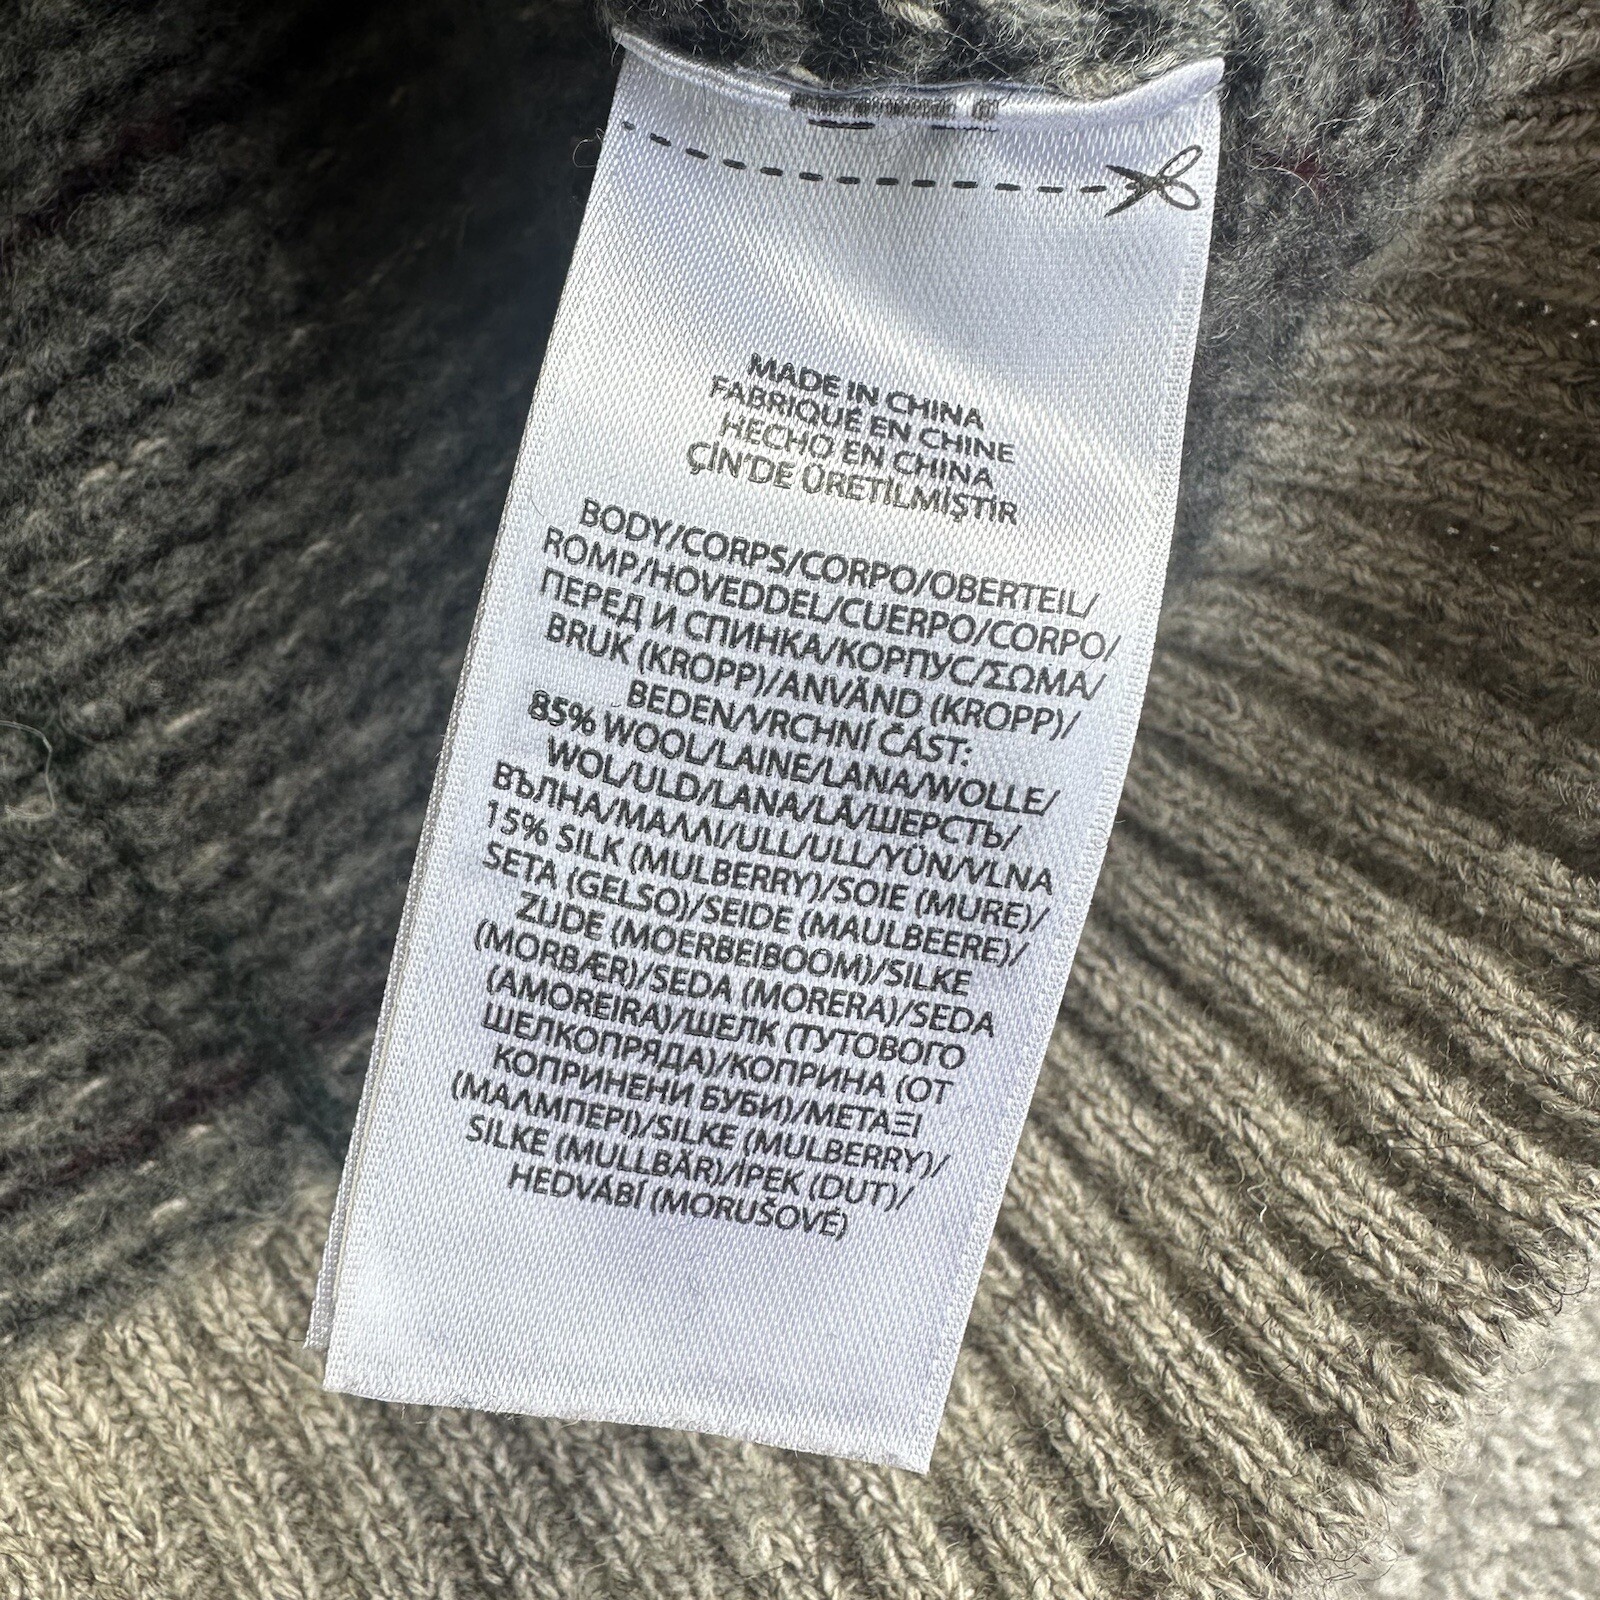 MADE IN CHINA
FABRIQUÉ EN CHINE
HECHO EN CHINA
ÇİN'DE ÜRETİLMİŞTİR
BODY/CORPS/CORPO/OBERTEIL/
ROMP/HOVEDDEL/CUERPO/CORPO/
ПЕРЕД И СПИНКА/КОРПУС/ΣΩΜΑ/
BRUK (KROPP)/ANVÄND (KROPP)/
BEDEN/VRCHNÍ ČÁST:
85% WOOL/LAINE/LANA/WOLLE/
WOL/ULD/LANA/LÃ/ШЕРСТЬ/
ВЪЛНА/ΜΑΛΛΙ/ULL/ULL/YÜN/VLNA
15% SILK (MULBERRY)/SOIE (MURE)/
SETA (GELSO)/SEIDE (MAULBEERE)/
ZIJDE (MOERBEIBOOM)/SILKE
(MORBÆR)/SEDA (MORERA)/SEDA
(AMOREIRA)/ШЕЛК (ТУТОВОГО
ШЕЛКОПРЯДА)/КОПРИНА (ОТ
КОПРИНЕНИ БУБИ)/ΜΕΤΑΞΙ
(ΜΑΛΜΠΕΡΙ)/SILKE (MULBERRY)/
SILKE (MULLBÄR)/İPEK (DUT)/
HEDVÁBÍ (MORUŠOVÉ)